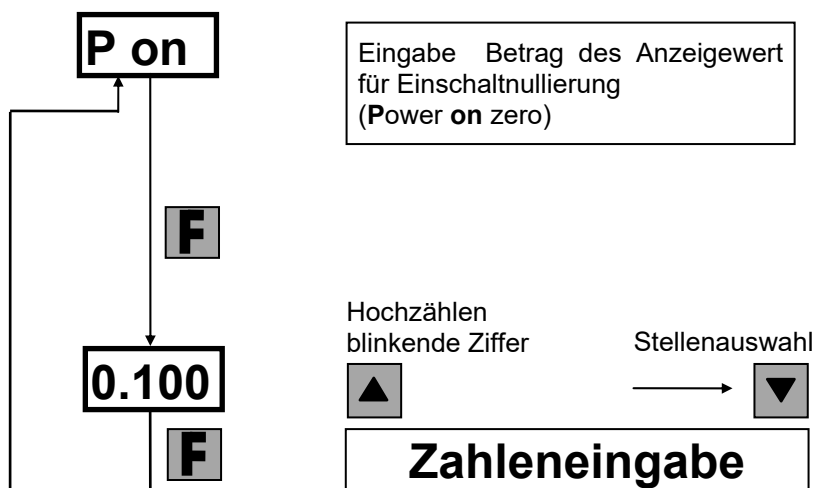 P on
Eingabe Betrag des Anzeigewert
für Einschaltnullierung
(Power on zero)
F
Hochzählen
blinkende Ziffer
Stellenauswahl
0.100
F
Zahleneingabe